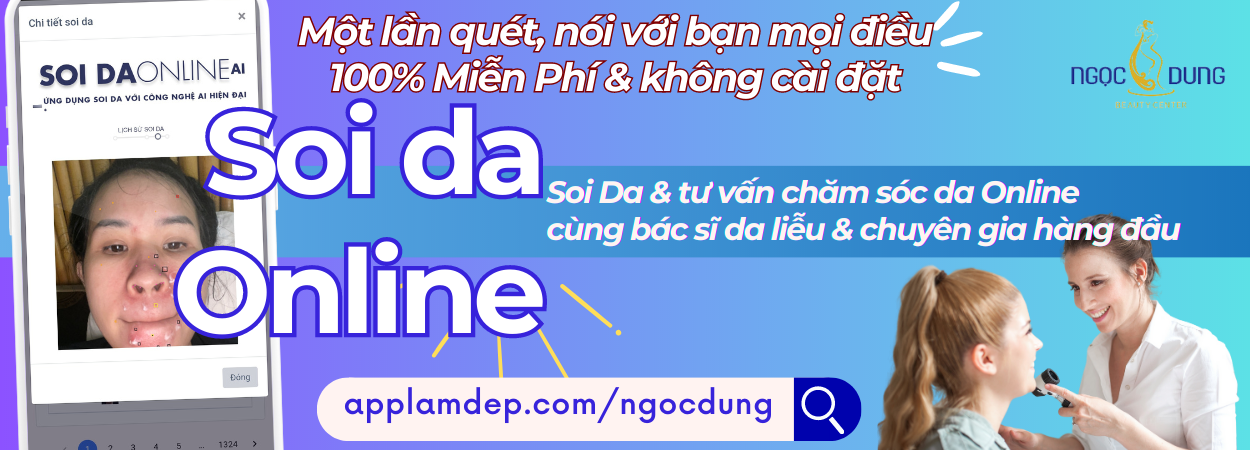 Chi tiết soi da
×
SOI DAONLINE AI
ỨNG DỤNG SOI DA VỚI CÔNG NGHỆ AI HIỆN ĐẠI
LỊCH SỬ SOI DA
Đóng
1 2 3 4 5 ... 1324 >
Một lần quét, nói với bạn mọi điều
100% Miễn Phí & không cài đặt
NGỌC DUNG
Soi da
Online
Soi Da & tư vấn chăm sóc da Online
cùng bác sĩ da liễu & chuyên gia hàng đầu
applamdep.com/ngocdung